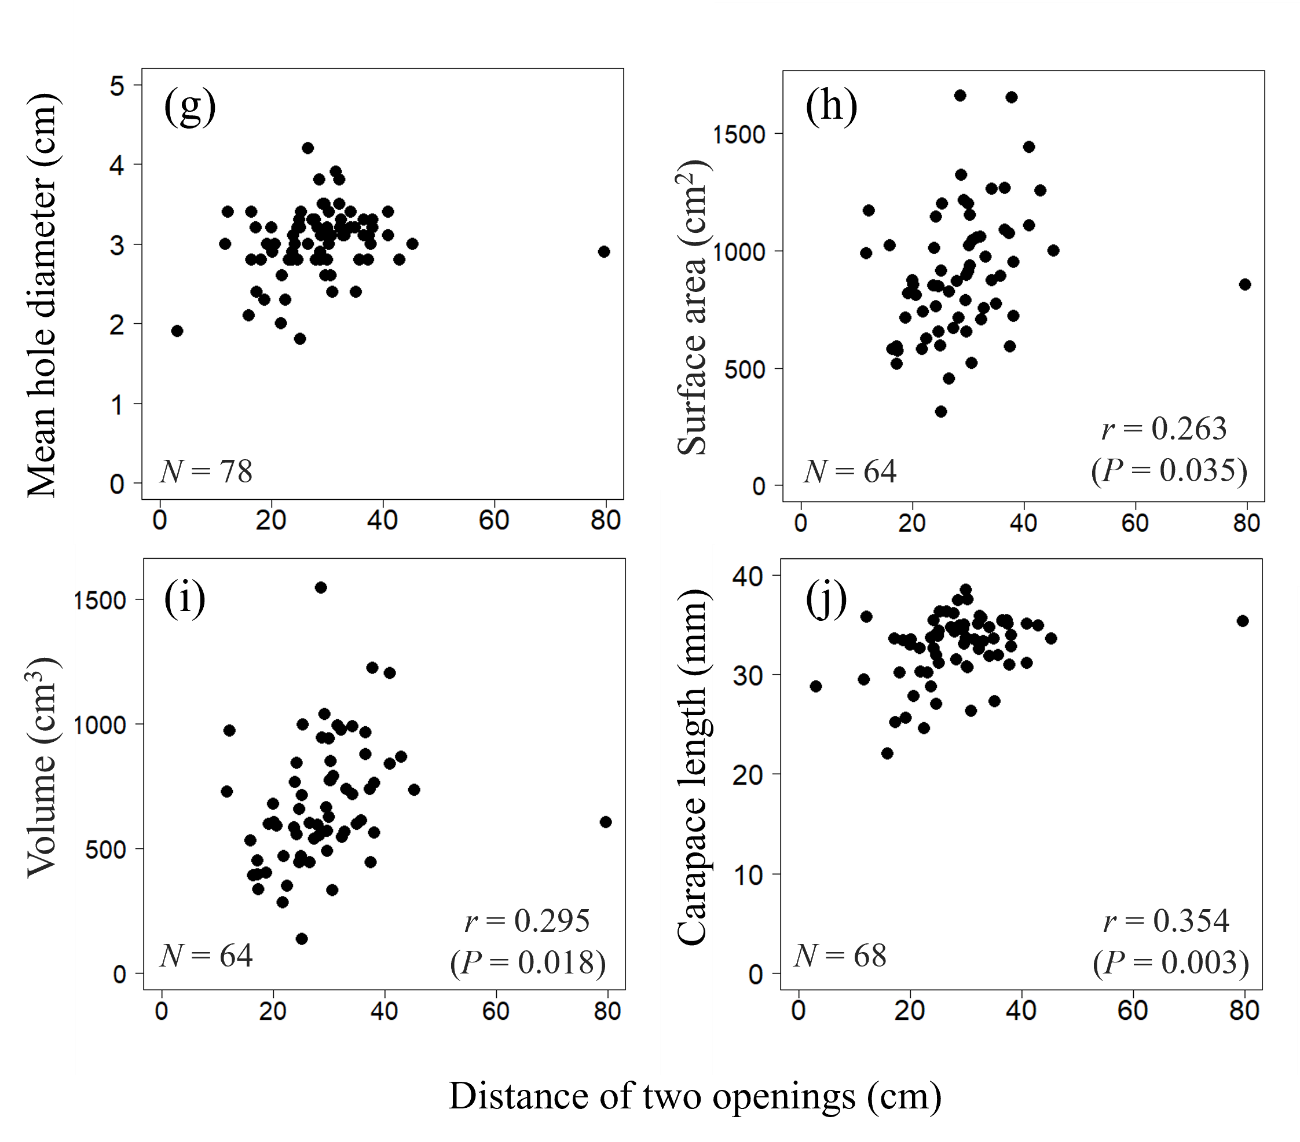 (g)
Mean hole diameter (cm)
5
4
3
2
1
0
N = 78
0 20 40 60 80
(h)
Surface area (cm²)
1500
1000
500
0
r = 0.263
(P = 0.035)
N = 64
0 20 40 60 80
(i)
Volume (cm³)
1500
1000
500
0
r = 0.295
(P = 0.018)
N = 64
0 20 40 60 80
(j)
Carapace length (mm)
40
30
20
10
0
r = 0.354
(P = 0.003)
N = 68
0 20 40 60 80
Distance of two openings (cm)